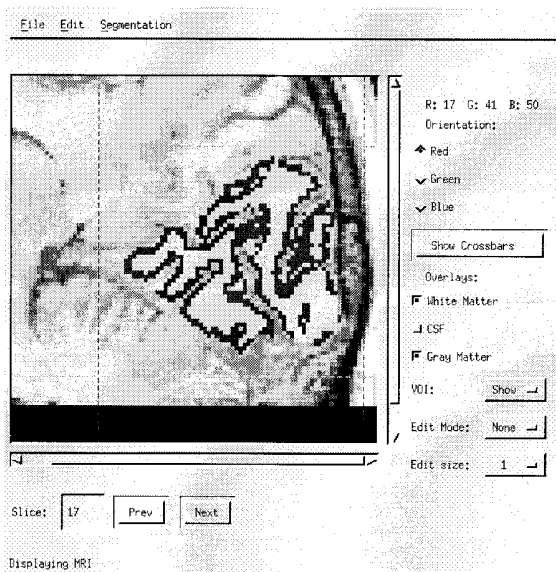 File Edit Segmentation
R: 17 G: 41 B: 50
Orientation:
Red
Green
Blue
Show Crossbars
Overlays:
White Matter
CSF
Gray Matter
VOI: Show
Edit Mode: None
Edit size: 1
Slice: 17 Prev Next
Displaying MRI